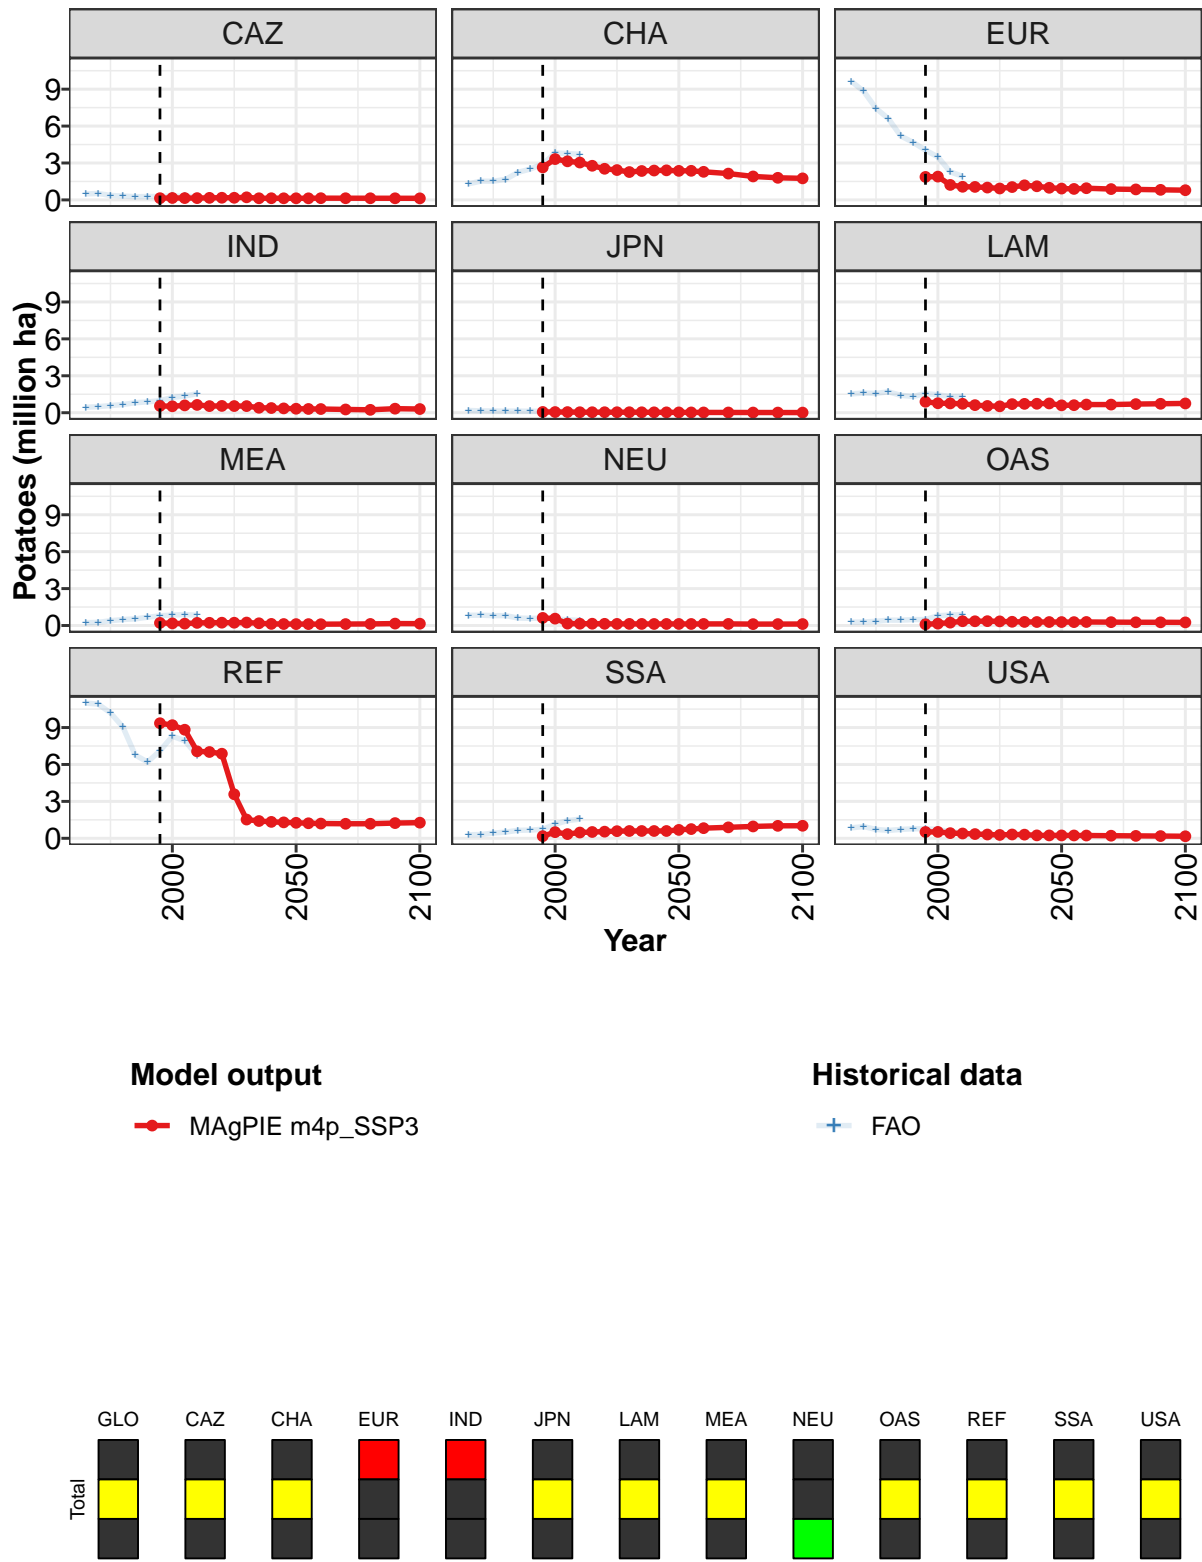 CAZ CHA EUR
9
6
3
0
IND JPN LAM
9
6
3
0
MEA NEU OAS
9
6
3
0
REF SSA USA
9
6
3
0
Potatoes (million ha)
2000 2050 2100 2000 2050 2100 2000 2050 2100
Year
Model output Historical data
MAgPIE m4p_SSP3 FAO
GLO CAZ CHA EUR IND JPN LAM MEA NEU OAS REF SSA USA
Total